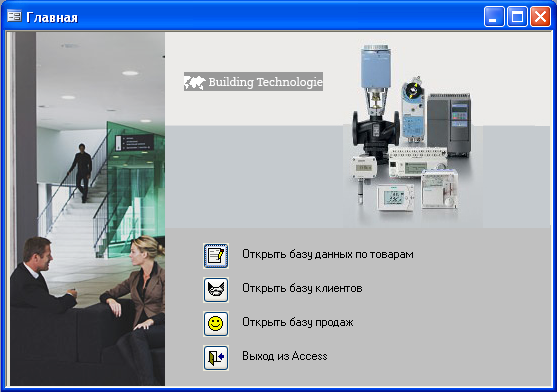 Главная
Building Technologie
Открыть базу данных по товарам
Открыть базу клиентов
Открыть базу продаж
Выход из Access